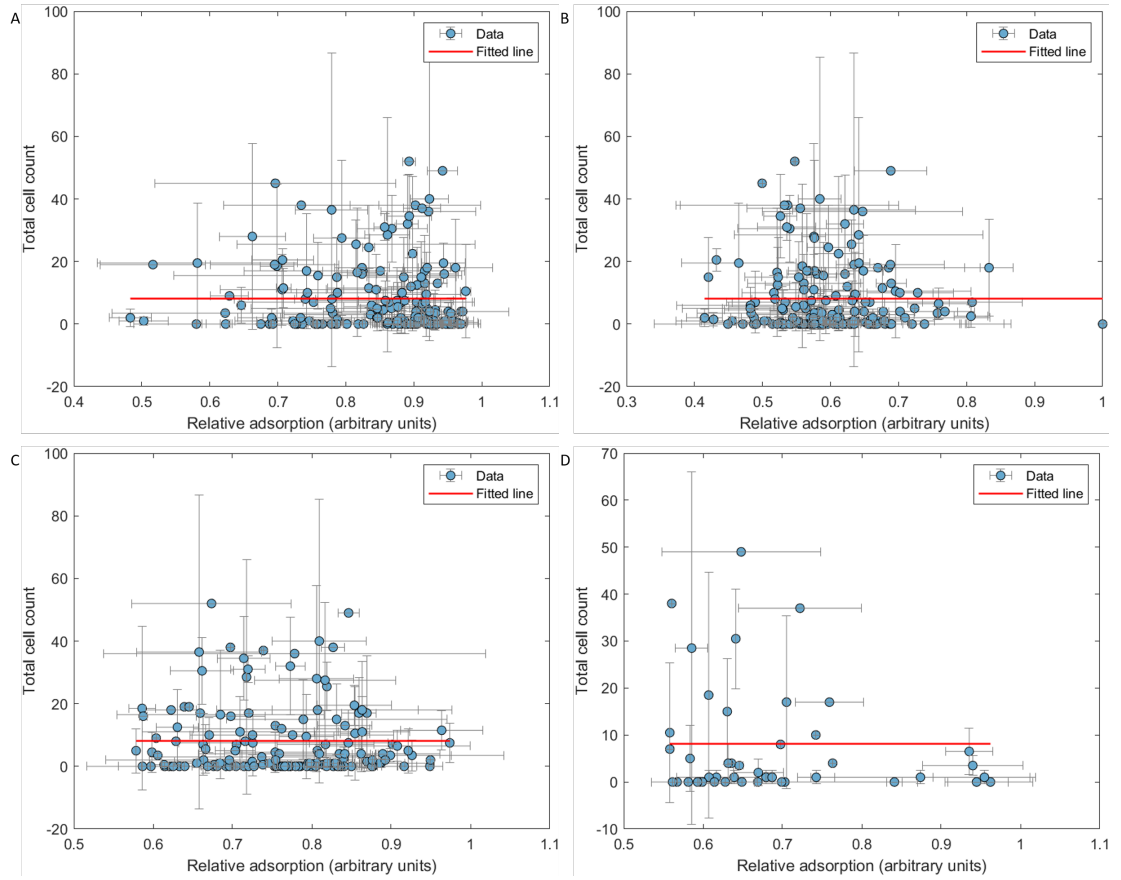 A
100
80
60
40
20
0
-20
Total cell count
0.4 0.5 0.6 0.7 0.8 0.9 1 1.1
Relative adsorption (arbitrary units)
Data
Fitted line
B
100
80
60
40
20
0
-20
Total cell count
0.3 0.4 0.5 0.6 0.7 0.8 0.9 1
Relative adsorption (arbitrary units)
Data
Fitted line
C
100
80
60
40
20
0
-20
Total cell count
0.5 0.6 0.7 0.8 0.9 1 1.1
Relative adsorption (arbitrary units)
Data
Fitted line
D
70
60
50
40
30
20
10
0
-10
Total cell count
0.5 0.6 0.7 0.8 0.9 1 1.1
Relative adsorption (arbitrary units)
Data
Fitted line